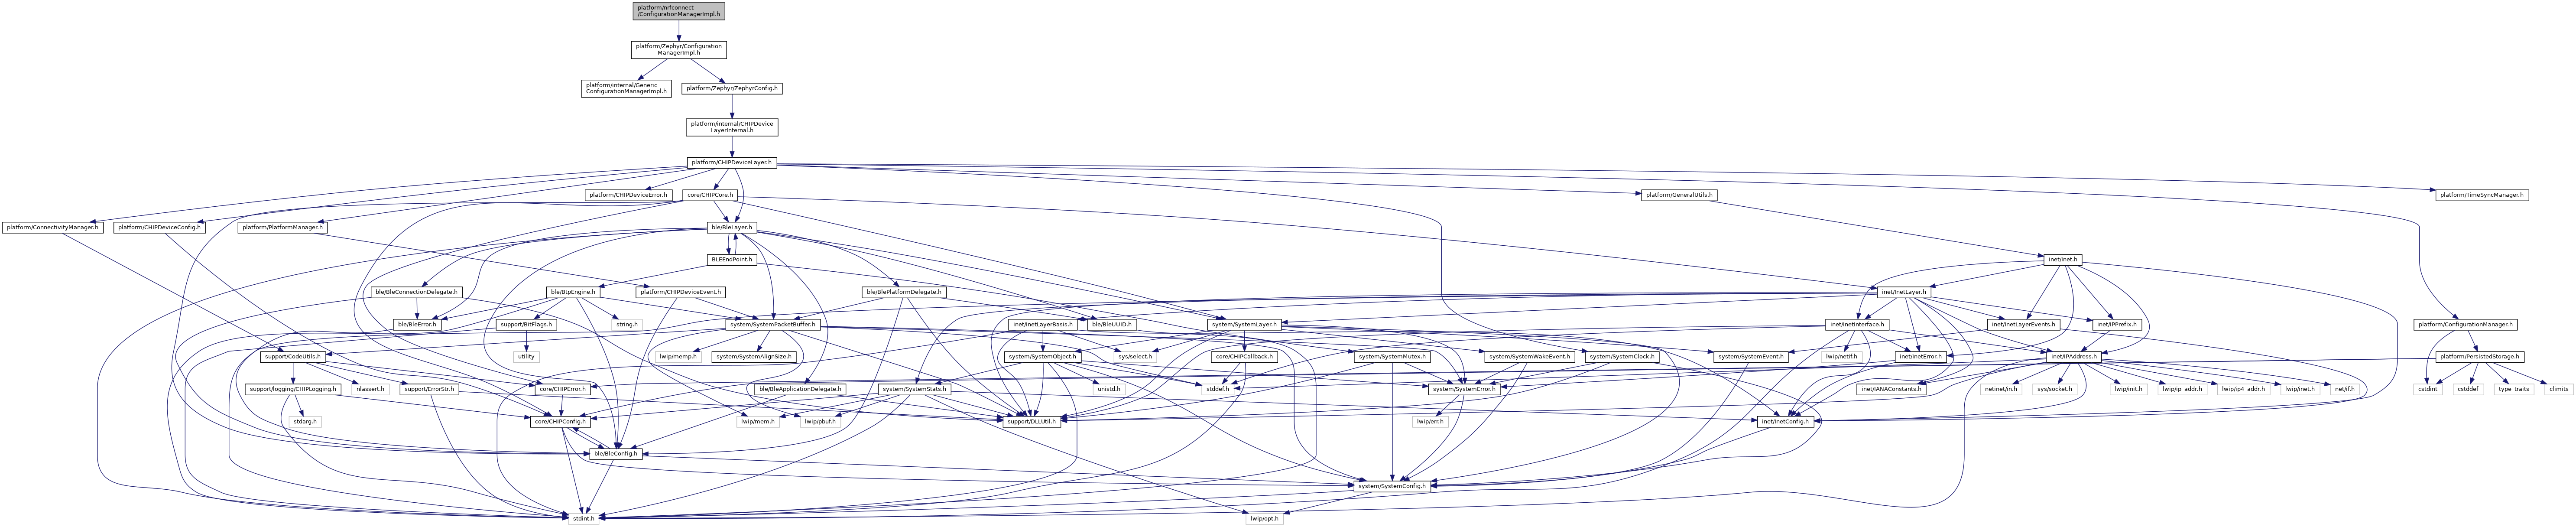 platform/nrfconnect
/ConfigurationManagerImpl.h
platform/Zephyr/Configuration
ManagerImpl.h
platform/internal/Generic
ConfigurationManagerImpl.h
platform/Zephyr/ZephyrConfig.h
platform/internal/CHIPDevice
LayerInternal.h
platform/CHIPDeviceLayer.h
platform/CHIPDeviceError.h
core/CHIPCore.h
platform/GeneralUtils.h
platform/TimeSyncManager.h
platform/ConnectivityManager.h
platform/CHIPDeviceConfig.h
platform/PlatformManager.h
ble/BleLayer.h
BLEEndPoint.h
inet/Inet.h
ble/BleConnectionDelegate.h
ble/BtpEngine.h
platform/CHIPDeviceEvent.h
ble/BlePlatformDelegate.h
inet/InetLayer.h
ble/BleError.h
support/BitFlags.h
string.h
system/SystemPacketBuffer.h
inet/InetLayerBasis.h
ble/BleUUID.h
system/SystemLayer.h
inet/InetInterface.h
inet/InetLayerEvents.h
inet/IPPrefix.h
platform/ConfigurationManager.h
support/CodeUtils.h
utility
lwip/memp.h
system/SystemAlignSize.h
system/SystemObject.h
sys/select.h
core/CHIPCallback.h
system/SystemMutex.h
system/SystemWakeEvent.h
system/SystemClock.h
system/SystemEvent.h
lwip/netif.h
inet/InetError.h
inet/IPAddress.h
platform/PersistedStorage.h
support/logging/CHIPLogging.h
nlassert.h
support/ErrorStr.h
core/CHIPError.h
ble/BleApplicationDelegate.h
system/SystemStats.h
unistd.h
stddef.h
system/SystemError.h
inet/IANAConstants.h
netinet/in.h
sys/socket.h
lwip/init.h
lwip/ip_addr.h
lwip/ip4_addr.h
lwip/inet.h
net/if.h
cstdint
cstddef
type_traits
climits
stdarg.h
core/CHIPConfig.h
lwip/mem.h
lwip/pbuf.h
support/DLLUtil.h
lwip/err.h
inet/InetConfig.h
ble/BleConfig.h
system/SystemConfig.h
stdint.h
lwip/opt.h